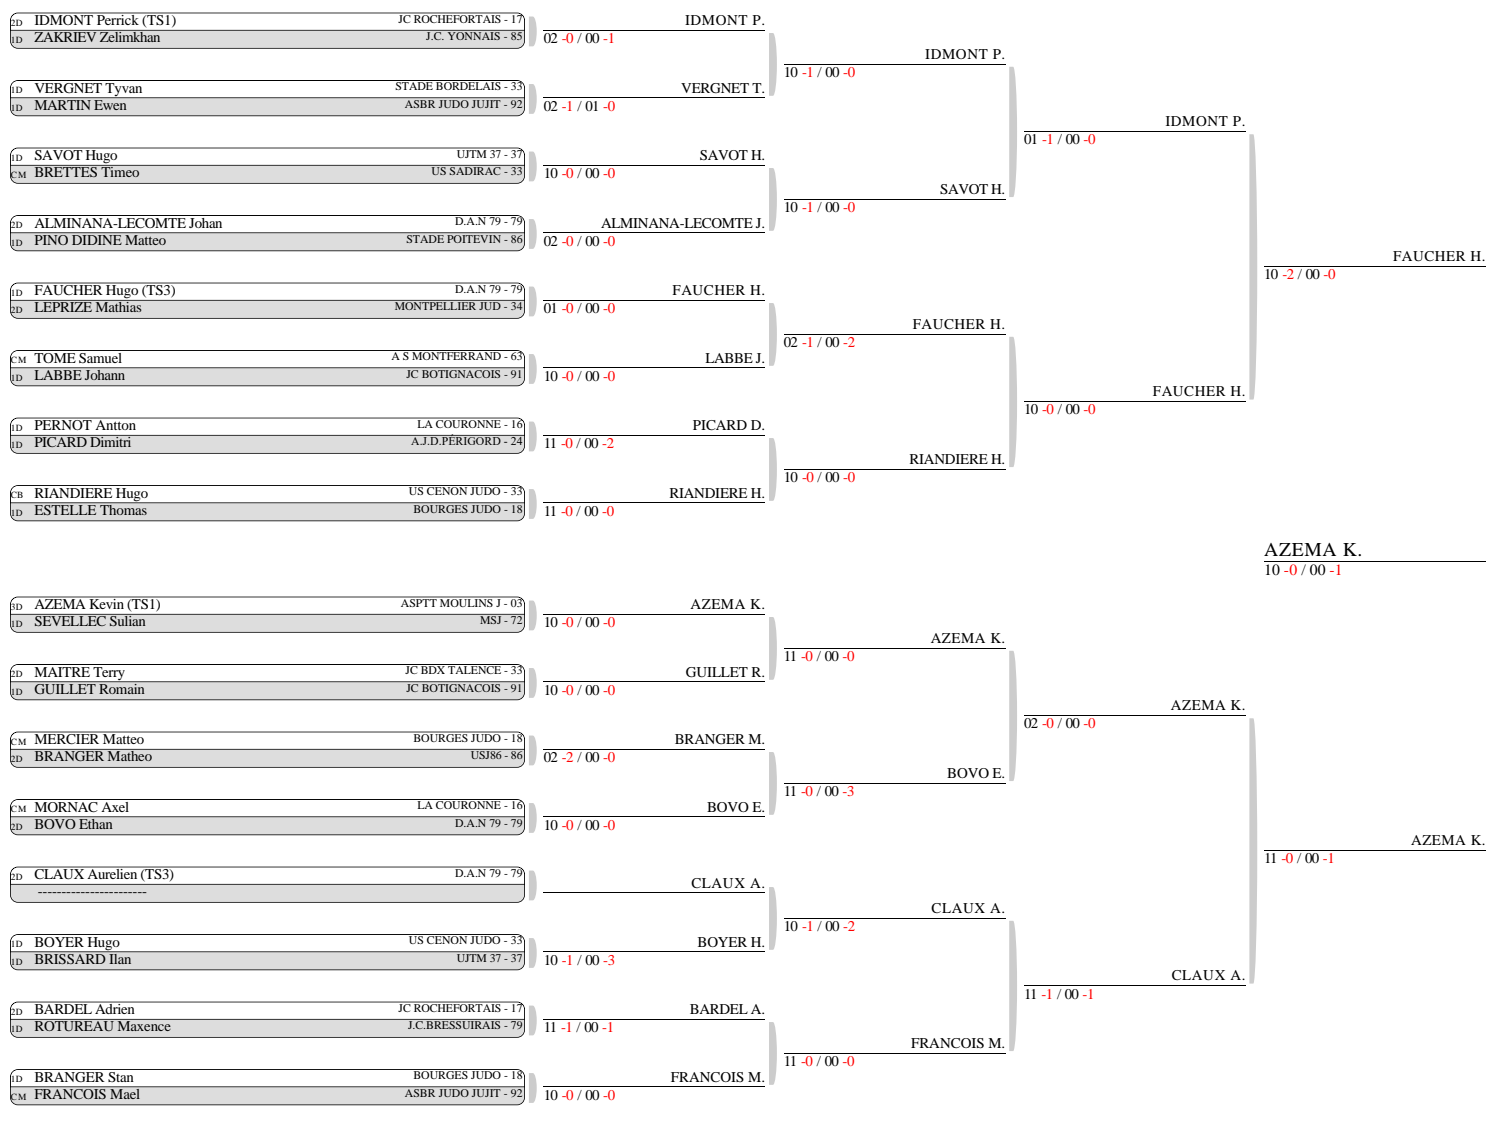 2D IDMONT Perrick (TS1) JC ROCHEFORTAIS - 17
1D ZAKRIEV Zelimkhan J.C. YONNAIS - 85
IDMONT P.
02 -0 / 00 -1
IDMONT P.
10 -1 / 00 -0
1D VERGNET Tyvan STADE BORDELAIS - 33
1D MARTIN Ewen ASBR JUDO JUJIT - 92
VERGNET T.
02 -1 / 01 -0
IDMONT P.
01 -1 / 00 -0
1D SAVOT Hugo UJTM 37 - 37
CM BRETTES Timeo US SADIRAC - 33
SAVOT H.
10 -0 / 00 -0
SAVOT H.
10 -1 / 00 -0
2D ALMINANA-LECOMTE Johan D.A.N 79 - 79
1D PINO DIDINE Matteo STADE POITEVIN - 86
ALMINANA-LECOMTE J.
02 -0 / 00 -0
FAUCHER H.
10 -2 / 00 -0
1D FAUCHER Hugo (TS3) D.A.N 79 - 79
2D LEPRIZE Mathias MONTPELLIER JUD - 34
FAUCHER H.
01 -0 / 00 -0
FAUCHER H.
02 -1 / 00 -2
CM TOME Samuel A S MONTFERRAND - 63
1D LABBE Johann JC BOTIGNACOIS - 91
LABBE J.
10 -0 / 00 -0
FAUCHER H.
10 -0 / 00 -0
1D PERNOT Antton LA COURONNE - 16
1D PICARD Dimitri A.J.D.PÉRIGORD - 24
PICARD D.
11 -0 / 00 -2
RIANDIERE H.
10 -0 / 00 -0
CB RIANDIERE Hugo US CENON JUDO - 33
1D ESTELLE Thomas BOURGES JUDO - 18
RIANDIERE H.
11 -0 / 00 -0
AZEMA K.
10 -0 / 00 -1
3D AZEMA Kevin (TS1) ASPTT MOULINS J - 03
1D SEVELLEC Sulian MSJ - 72
AZEMA K.
10 -0 / 00 -0
AZEMA K.
11 -0 / 00 -0
2D MAITRE Terry JC BDX TALENCE - 33
1D GUILLET Romain JC BOTIGNACOIS - 91
GUILLET R.
10 -0 / 00 -0
AZEMA K.
02 -0 / 00 -0
CM MERCIER Matteo BOURGES JUDO - 18
2D BRANGER Matheo USJ86 - 86
BRANGER M.
02 -2 / 00 -0
BOVO E.
11 -0 / 00 -3
CM MORNAC Axel LA COURONNE - 16
2D BOVO Ethan D.A.N 79 - 79
BOVO E.
10 -0 / 00 -0
AZEMA K.
11 -0 / 00 -1
2D CLAUX Aurelien (TS3) D.A.N 79 - 79
-----------------------
CLAUX A.
CLAUX A.
10 -1 / 00 -2
1D BOYER Hugo US CENON JUDO - 33
1D BRISSARD Ilan UJTM 37 - 37
BOYER H.
10 -1 / 00 -3
CLAUX A.
11 -1 / 00 -1
2D BARDEL Adrien JC ROCHEFORTAIS - 17
1D ROTUREAU Maxence J.C.BRESSUIRAIS - 79
BARDEL A.
11 -1 / 00 -1
FRANCOIS M.
11 -0 / 00 -0
1D BRANGER Stan BOURGES JUDO - 18
CM FRANCOIS Mael ASBR JUDO JUJIT - 92
FRANCOIS M.
10 -0 / 00 -0